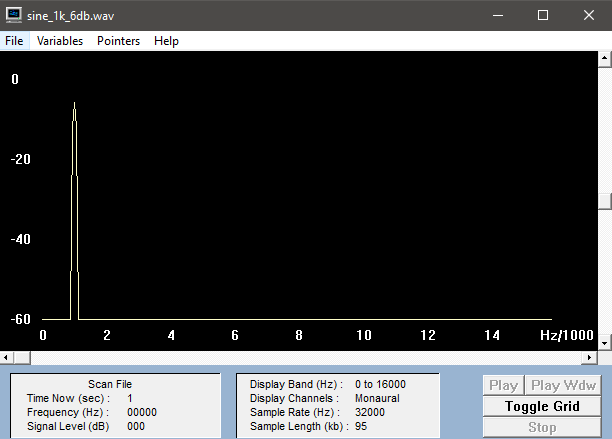 sine_1k_6db.wav
File Variables Pointers Help
0
-20
-40
-60
0 2 4 6 8 10 12 14 Hz/1000
Scan File
Time Now (sec) : 1
Frequency (Hz) : 00000
Signal Level (dB) 000
Display Band (Hz) : 0 to 16000
Display Channels : Monaural
Sample Rate (Hz) : 32000
Sample Length (kb) : 95
Play Play Wdw
Toggle Grid
Stop